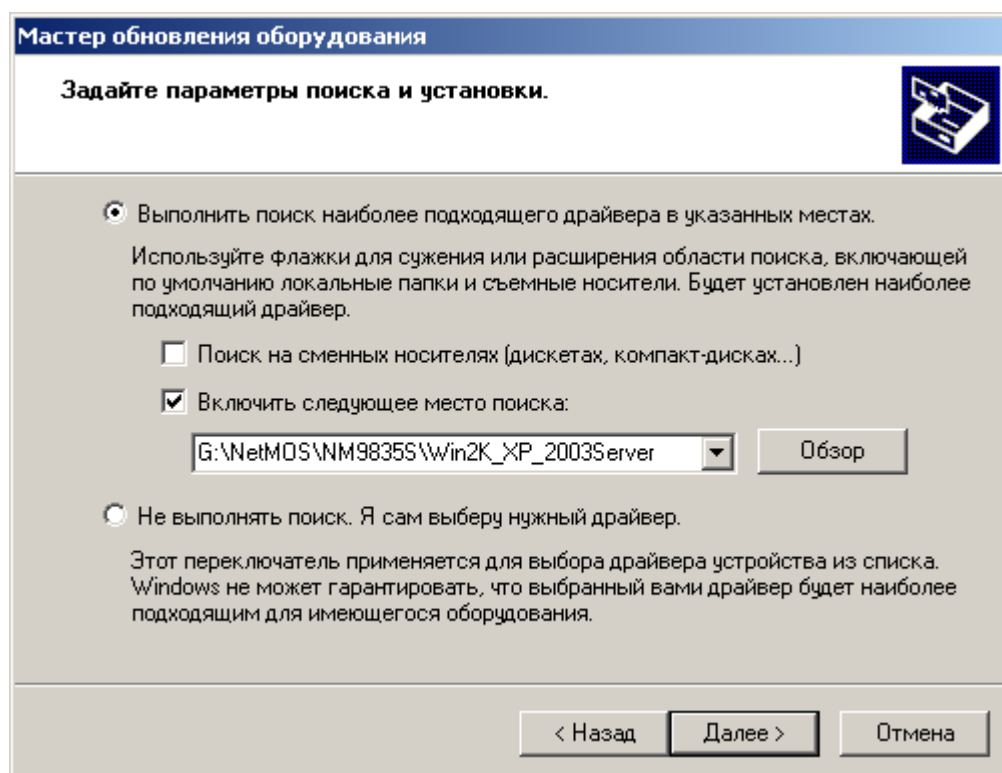 Мастер обновления оборудования
Задайте параметры поиска и установки.
Выполнить поиск наиболее подходящего драйвера в указанных местах.
Используйте флажки для сужения или расширения области поиска, включающей
по умолчанию локальные папки и съемные носители. Будет установлен наиболее
подходящий драйвер.
Поиск на сменных носителях (дискетах, компакт-дисках...)
Включить следующее место поиска:
G:\NetMOS\NM9835S\Win2K_XP_2003Server
Обзор
Не выполнять поиск. Я сам выберу нужный драйвер.
Этот переключатель применяется для выбора драйвера устройства из списка.
Windows не может гарантировать, что выбранный вами драйвер будет наиболее
подходящим для имеющегося оборудования.
< Назад Далее > Отмена